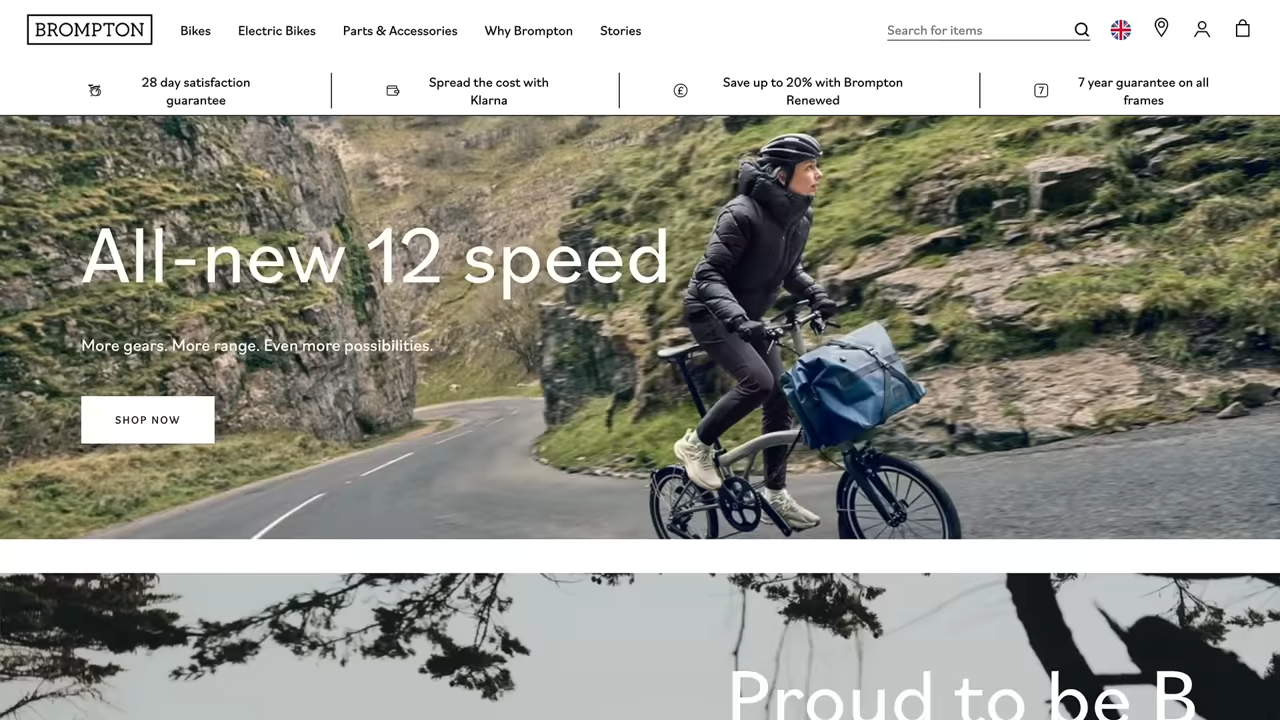 BROMPTON
Bikes
Electric Bikes
Parts & Accessories
Why Brompton
Stories
Search for items
28 day satisfaction
guarantee
Spread the cost with
Klarna
£
Save up to 20% with Brompton
Renewed
7
7 year guarantee on all
frames
All-new 12 speed
More gears. More range. Even more possibilities.
SHOP NOW
Proud to be B